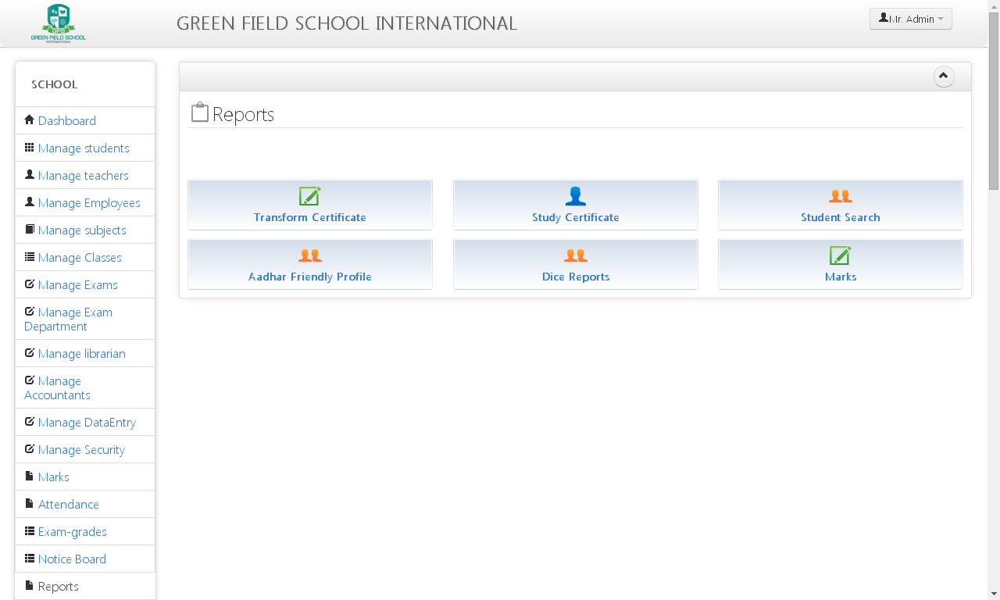 GFS
GREEN FIELD SCHOOL
INTERNATIONAL
GREEN FIELD SCHOOL INTERNATIONAL
Mr. Admin
SCHOOL
Dashboard
Manage students
Manage teachers
Manage Employees
Manage subjects
Manage Classes
Manage Exams
Manage Exam
Department
Manage librarian
Manage
Accountants
Manage DataEntry
Manage Security
Marks
Attendance
Exam-grades
Notice Board
Reports
Reports
Transform Certificate
Study Certificate
Student Search
Aadhar Friendly Profile
Dice Reports
Marks